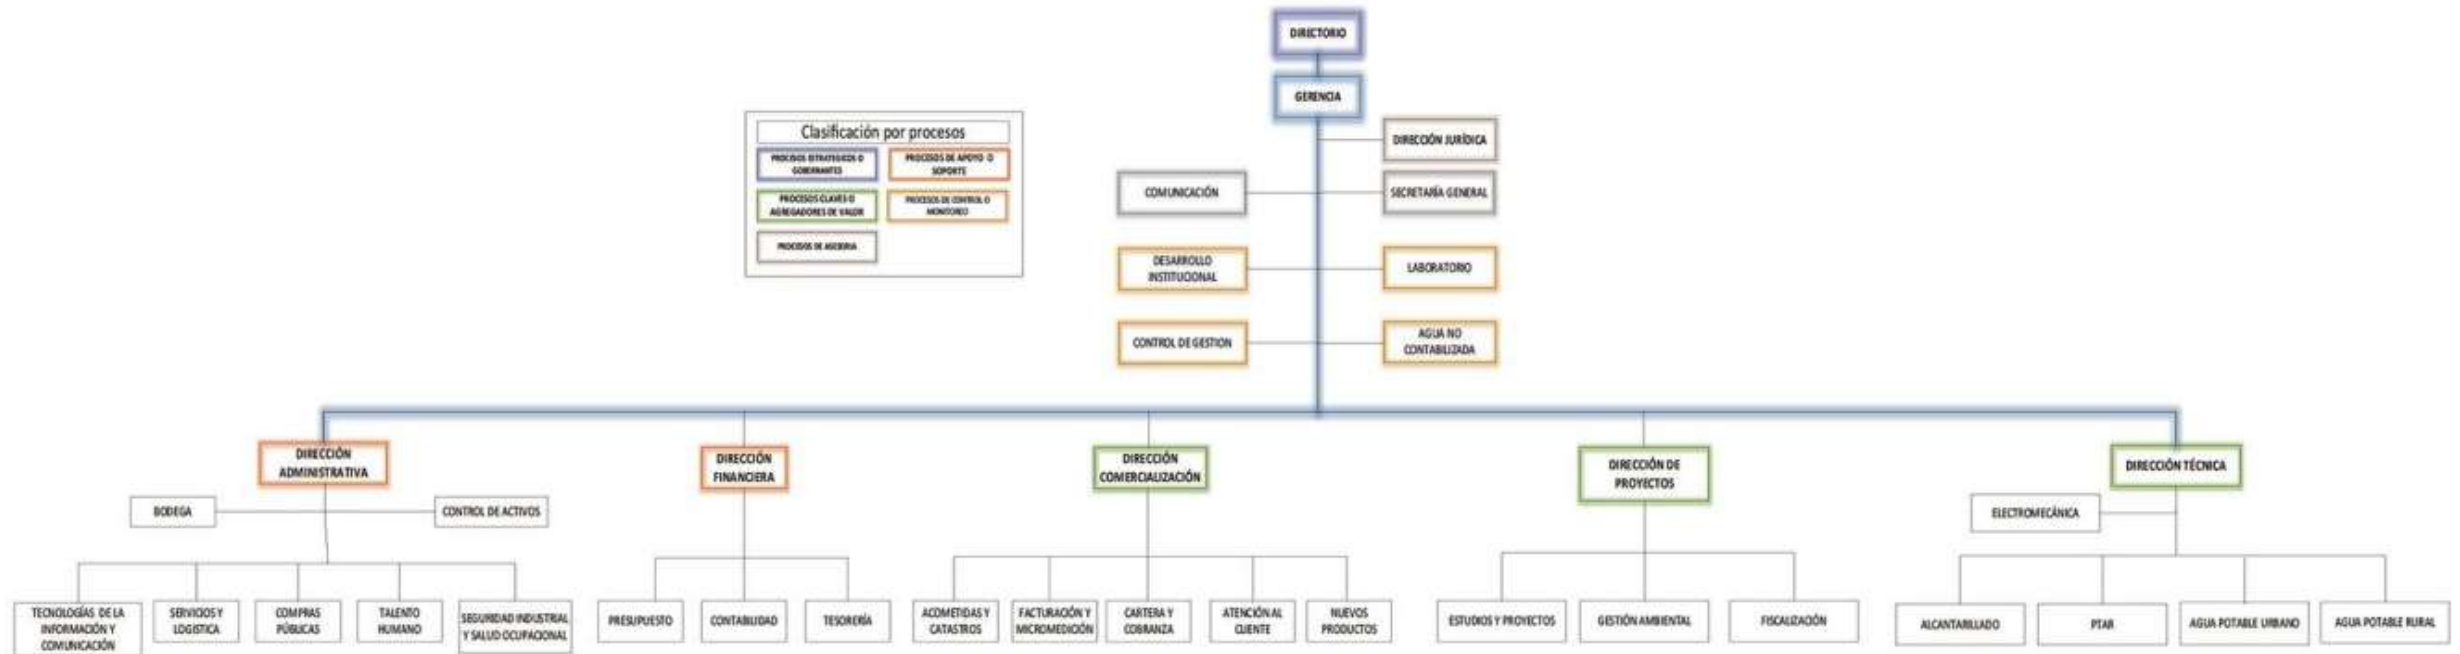 DIRECTORIO
GERENCIA
Clasificación por procesos
PROCESOS ESTRATEGICOS O
GOBERNANTES
PROCESOS DE APOYO O
SOPORTE
PROCESOS CLAVES O
AGREGADORES DE VALOR
PROCESOS DE CONTROL O
MONITOREO
PROCESOS DE ASESORIA
DIRECCIÓN JURÍDICA
COMUNICACIÓN
SECRETARÍA GENERAL
DESARROLLO
INSTITUCIONAL
LABORATORIO
CONTROL DE GESTION
AGUA NO
CONTABILIZADA
DIRECCIÓN
ADMINISTRATIVA
DIRECCIÓN
FINANCIERA
DIRECCIÓN
COMERCIALIZACIÓN
DIRECCIÓN DE
PROYECTOS
DIRECCIÓN TÉCNICA
BODEGA
CONTROL DE ACTIVOS
ELECTROMECÁNICA
TECNOLOGÍAS DE LA
INFORMACIÓN Y
COMUNICACIÓN
SERVICIOS Y
LOGISTICA
COMPRAS
PÚBLICAS
TALENTO
HUMANO
SEGURIDAD INDUSTRIAL
Y SALUD OCUPACIONAL
PRESUPUESTO
CONTABILIDAD
TESORERÍA
ACOMETIDAS Y
CATASTROS
FACTURACIÓN Y
MICROMEDICIÓN
CARTERA Y
COBRANZA
ATENCIÓN AL
CLIENTE
NUEVOS
PRODUCTOS
ESTUDIOS Y PROYECTOS
GESTIÓN AMBIENTAL
FISCALIZACIÓN
ALCANTARILLADO
PTAR
AGUA POTABLE URBANO
AGUA POTABLE RURAL